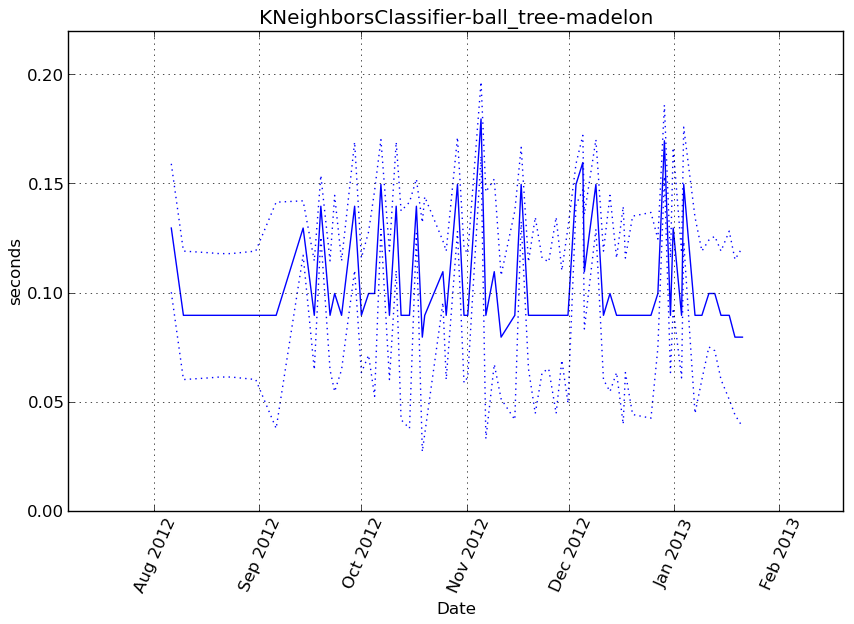 KNeighborsClassifier-ball_tree-madelon
0.20
0.15
0.10
0.05
0.00
seconds
Aug 2012
Sep 2012
Oct 2012
Nov 2012
Dec 2012
Jan 2013
Feb 2013
Date